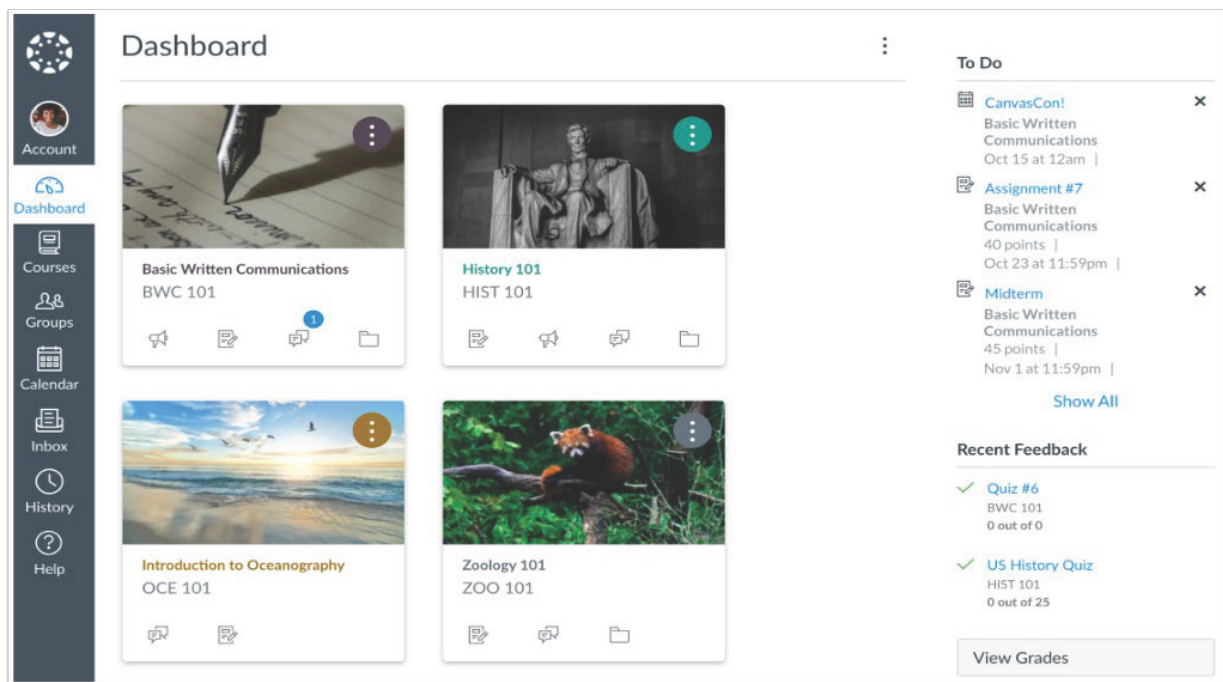 Dashboard
Account
Dashboard
Courses
Groups
Calendar
Inbox
History
Help
Basic Written Communications
BWC 101
1
History 101
HIST 101
Introduction to Oceanography
OCE 101
Zoology 101
ZOO 101
To Do
CanvasCon!
Basic Written
Communications
Oct 15 at 12am |
Assignment #7
Basic Written
Communications
40 points |
Oct 23 at 11:59pm |
Midterm
Basic Written
Communications
45 points |
Nov 1 at 11:59pm |
Show All
Recent Feedback
Quiz #6
BWC 101
0 out of 0
US History Quiz
HIST 101
0 out of 25
View Grades